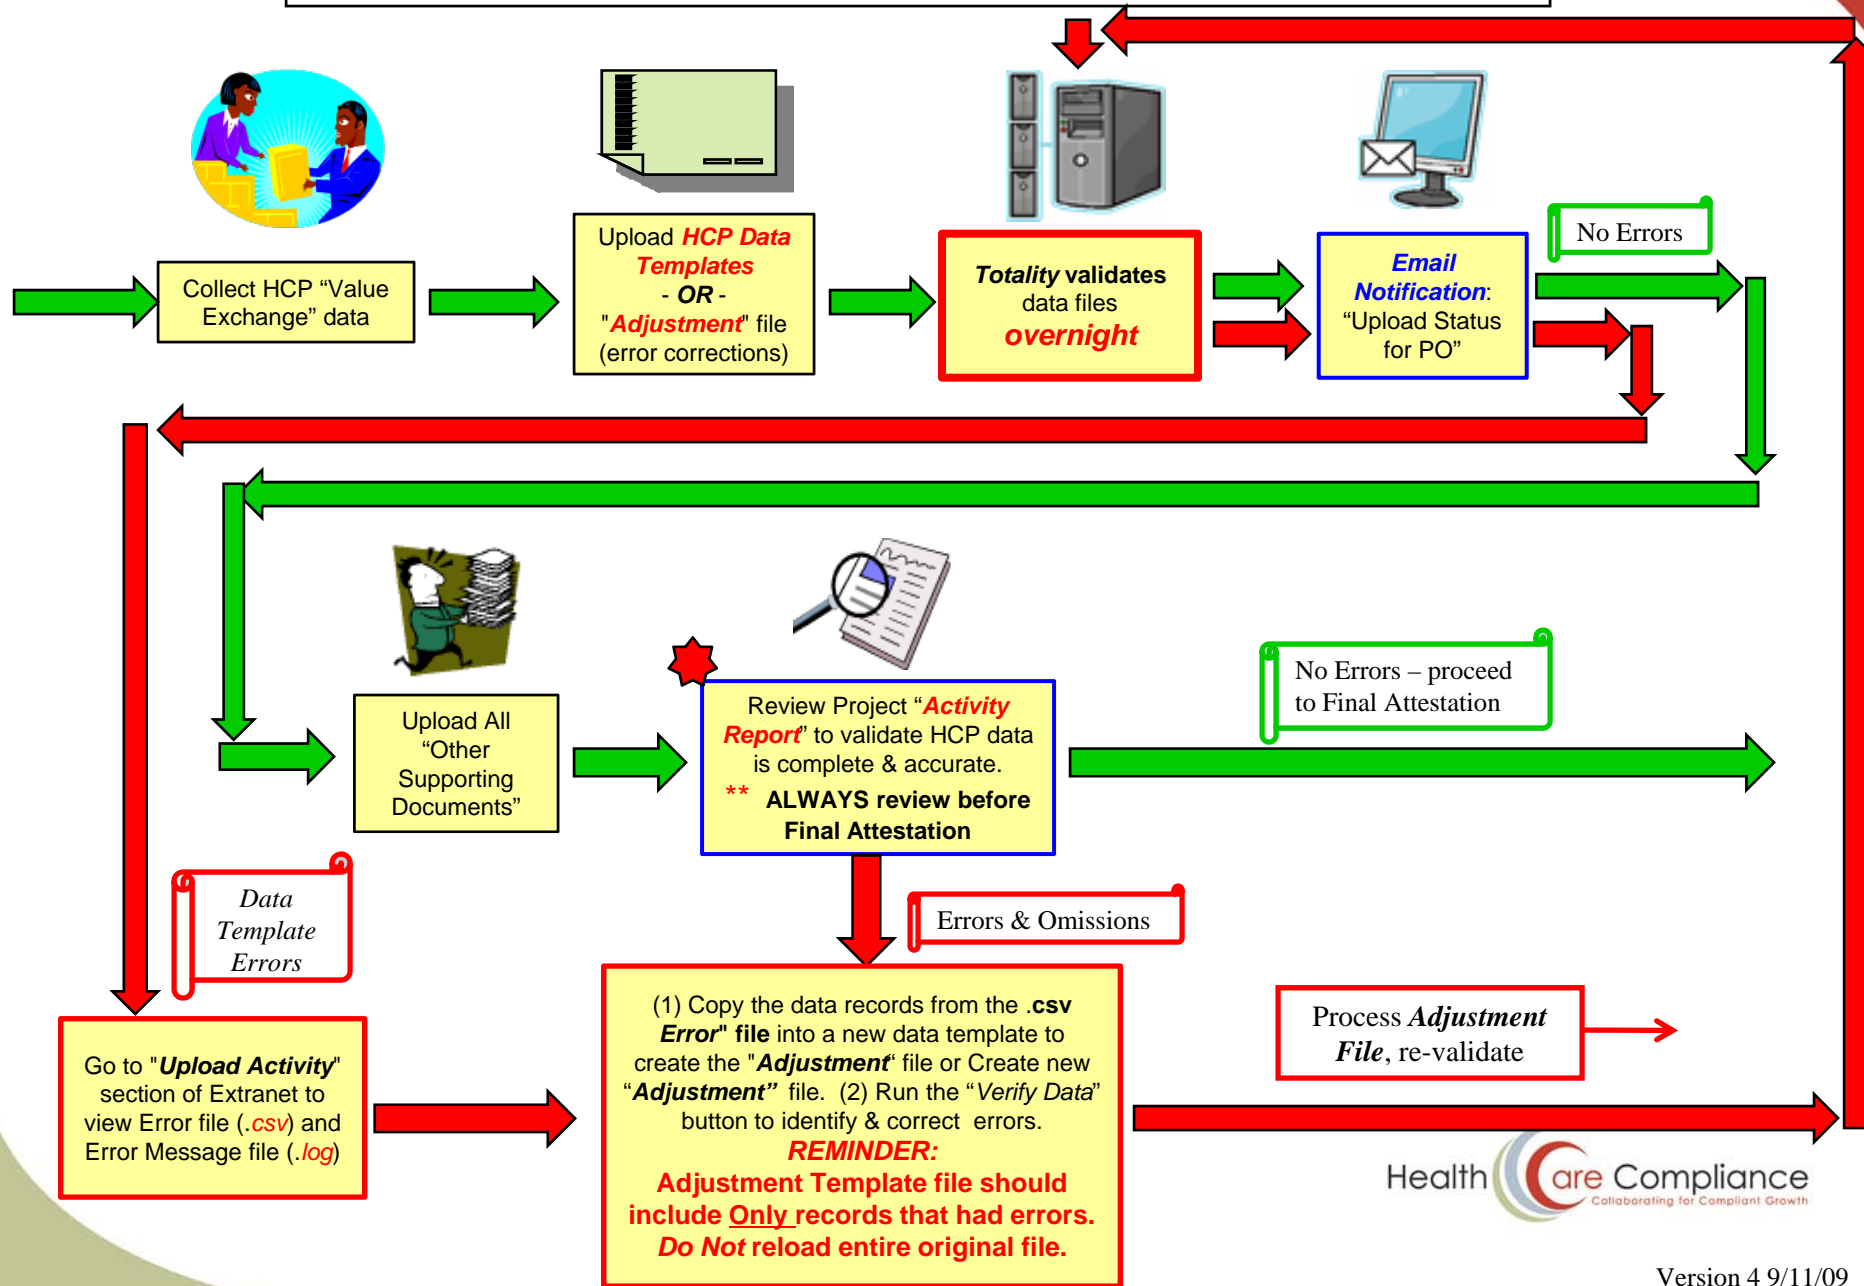 Collect HCP “Value
Exchange” data
Upload HCP Data
Templates
- OR -
"Adjustment" file
(error corrections)
Totality validates
data files
overnight
Email
Notification:
“Upload Status
for PO”
No Errors
Upload All
“Other
Supporting
Documents”
Review Project “Activity
Report” to validate HCP data
is complete & accurate.
** ALWAYS review before
Final Attestation
No Errors – proceed
to Final Attestation
Data
Template
Errors
Errors & Omissions
Go to "Upload Activity"
section of Extranet to
view Error file (.csv) and
Error Message file (.log)
(1) Copy the data records from the .csv
Error" file into a new data template to
create the "Adjustment“ file or Create new
“Adjustment” file. (2) Run the “Verify Data”
button to identify & correct errors.
REMINDER:
Adjustment Template file should
include Only records that had errors.
Do Not reload entire original file.
Process Adjustment
File, re-validate
Health Care Compliance
Collaborating for Compliant Growth
Version 4 9/11/09